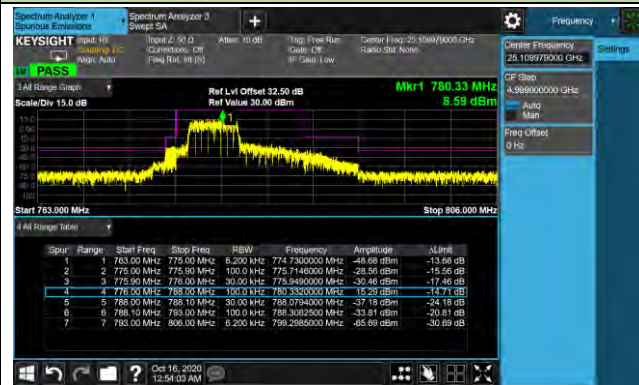 Spectrum Analyzer 1
Spurious Emissions
Spectrum Analyzer 3
Swept SA
+
Frequency
KEYSIGHT
Input: RF
Coupling: DC
Align: Auto
Input Z: 50 Ω
Corrections: Off
Freq Ref: Int (S)
Atten: 10 dB
Trig: Free Run
Gate: Off
IF Gain: Low
Center Freq: 25.109979000 GHz
Radio Std: None
PASS
3 All Range Graph
Scale/Div 15.0 dB
Ref Lvl Offset 32.50 dB
Ref Value 30.00 dBm
Mkr1 780.33 MHz
8.59 dBm
15.0
0.00
1
Start 763.000 MHz
Stop 806.000 MHz
4 All Range Table
Spur Range Start Freq Stop Freq RBW Frequency Amplitude ΔLimit
1 1 763.00 MHz 775.00 MHz 6.200 kHz 774.7300000 MHz -48.68 dBm -13.68 dB
2 2 775.00 MHz 775.90 MHz 100.0 kHz 775.7146000 MHz -28.56 dBm -15.56 dB
3 3 775.90 MHz 776.00 MHz 30.00 kHz 775.9490000 MHz -30.46 dBm -17.46 dB
4 4 776.00 MHz 788.00 MHz 100.0 kHz 780.3320000 MHz 15.29 dBm -14.71 dB
5 5 788.00 MHz 788.10 MHz 30.00 kHz 788.0794000 MHz -37.18 dBm -24.18 dB
6 6 788.10 MHz 793.00 MHz 100.0 kHz 788.3082500 MHz -33.81 dBm -20.81 dB
7 7 793.00 MHz 806.00 MHz 6.200 kHz 799.2985000 MHz -65.69 dBm -30.69 dB
Center Frequency
25.109979000 GHz
Settings
CF Step
4.999000000 GHz
Auto
Man
Freq Offset
0 Hz
?
Oct 16, 2020
12:54:03 AM